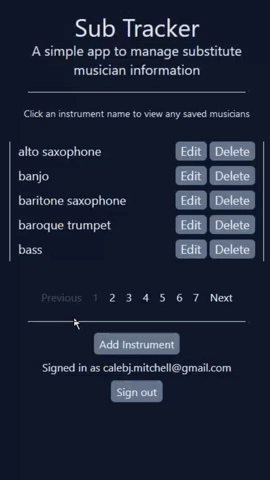 Sub Tracker
A simple app to manage substitute
musician information
Click an instrument name to view any saved musicians
alto saxophone Edit Delete
banjo Edit Delete
baritone saxophone Edit Delete
baroque trumpet Edit Delete
bass Edit Delete
Previous 1 2 3 4 5 6 7 Next
Add Instrument
Signed in as calebj.mitchell@gmail.com
Sign out